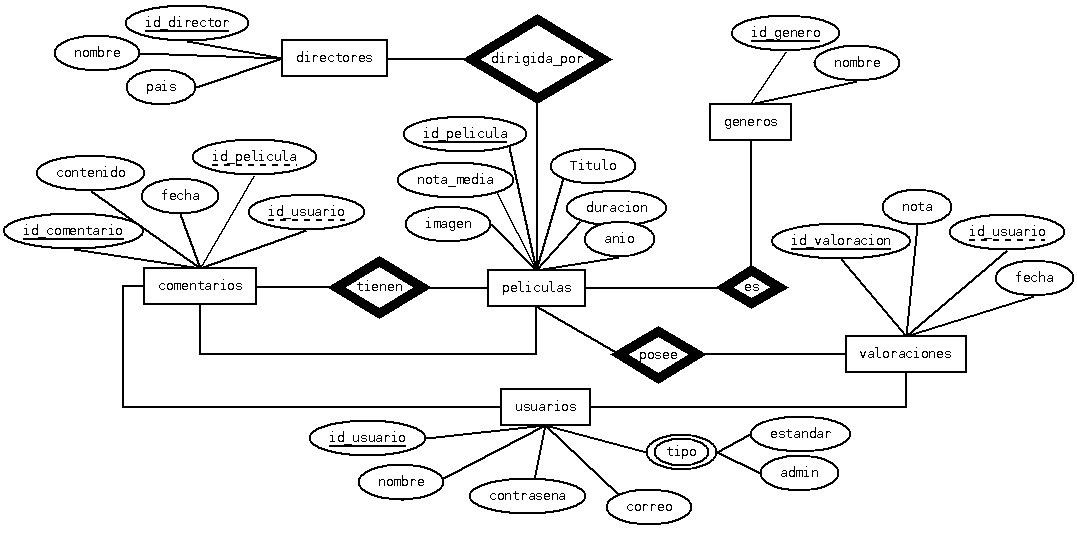 id_director
nombre
directores
dirigida_por
pais
id_genero
nombre
generos
id_pelicula
Titulo
nota_media
duracion
imagen
anio
contenido
id_pelicula
fecha
id_usuario
id_comentario
comentarios
tienen
peliculas
es
nota
id_valoracion
id_usuario
fecha
posee
valoraciones
usuarios
id_usuario
nombre
contrasena
correo
tipo
estandar
admin